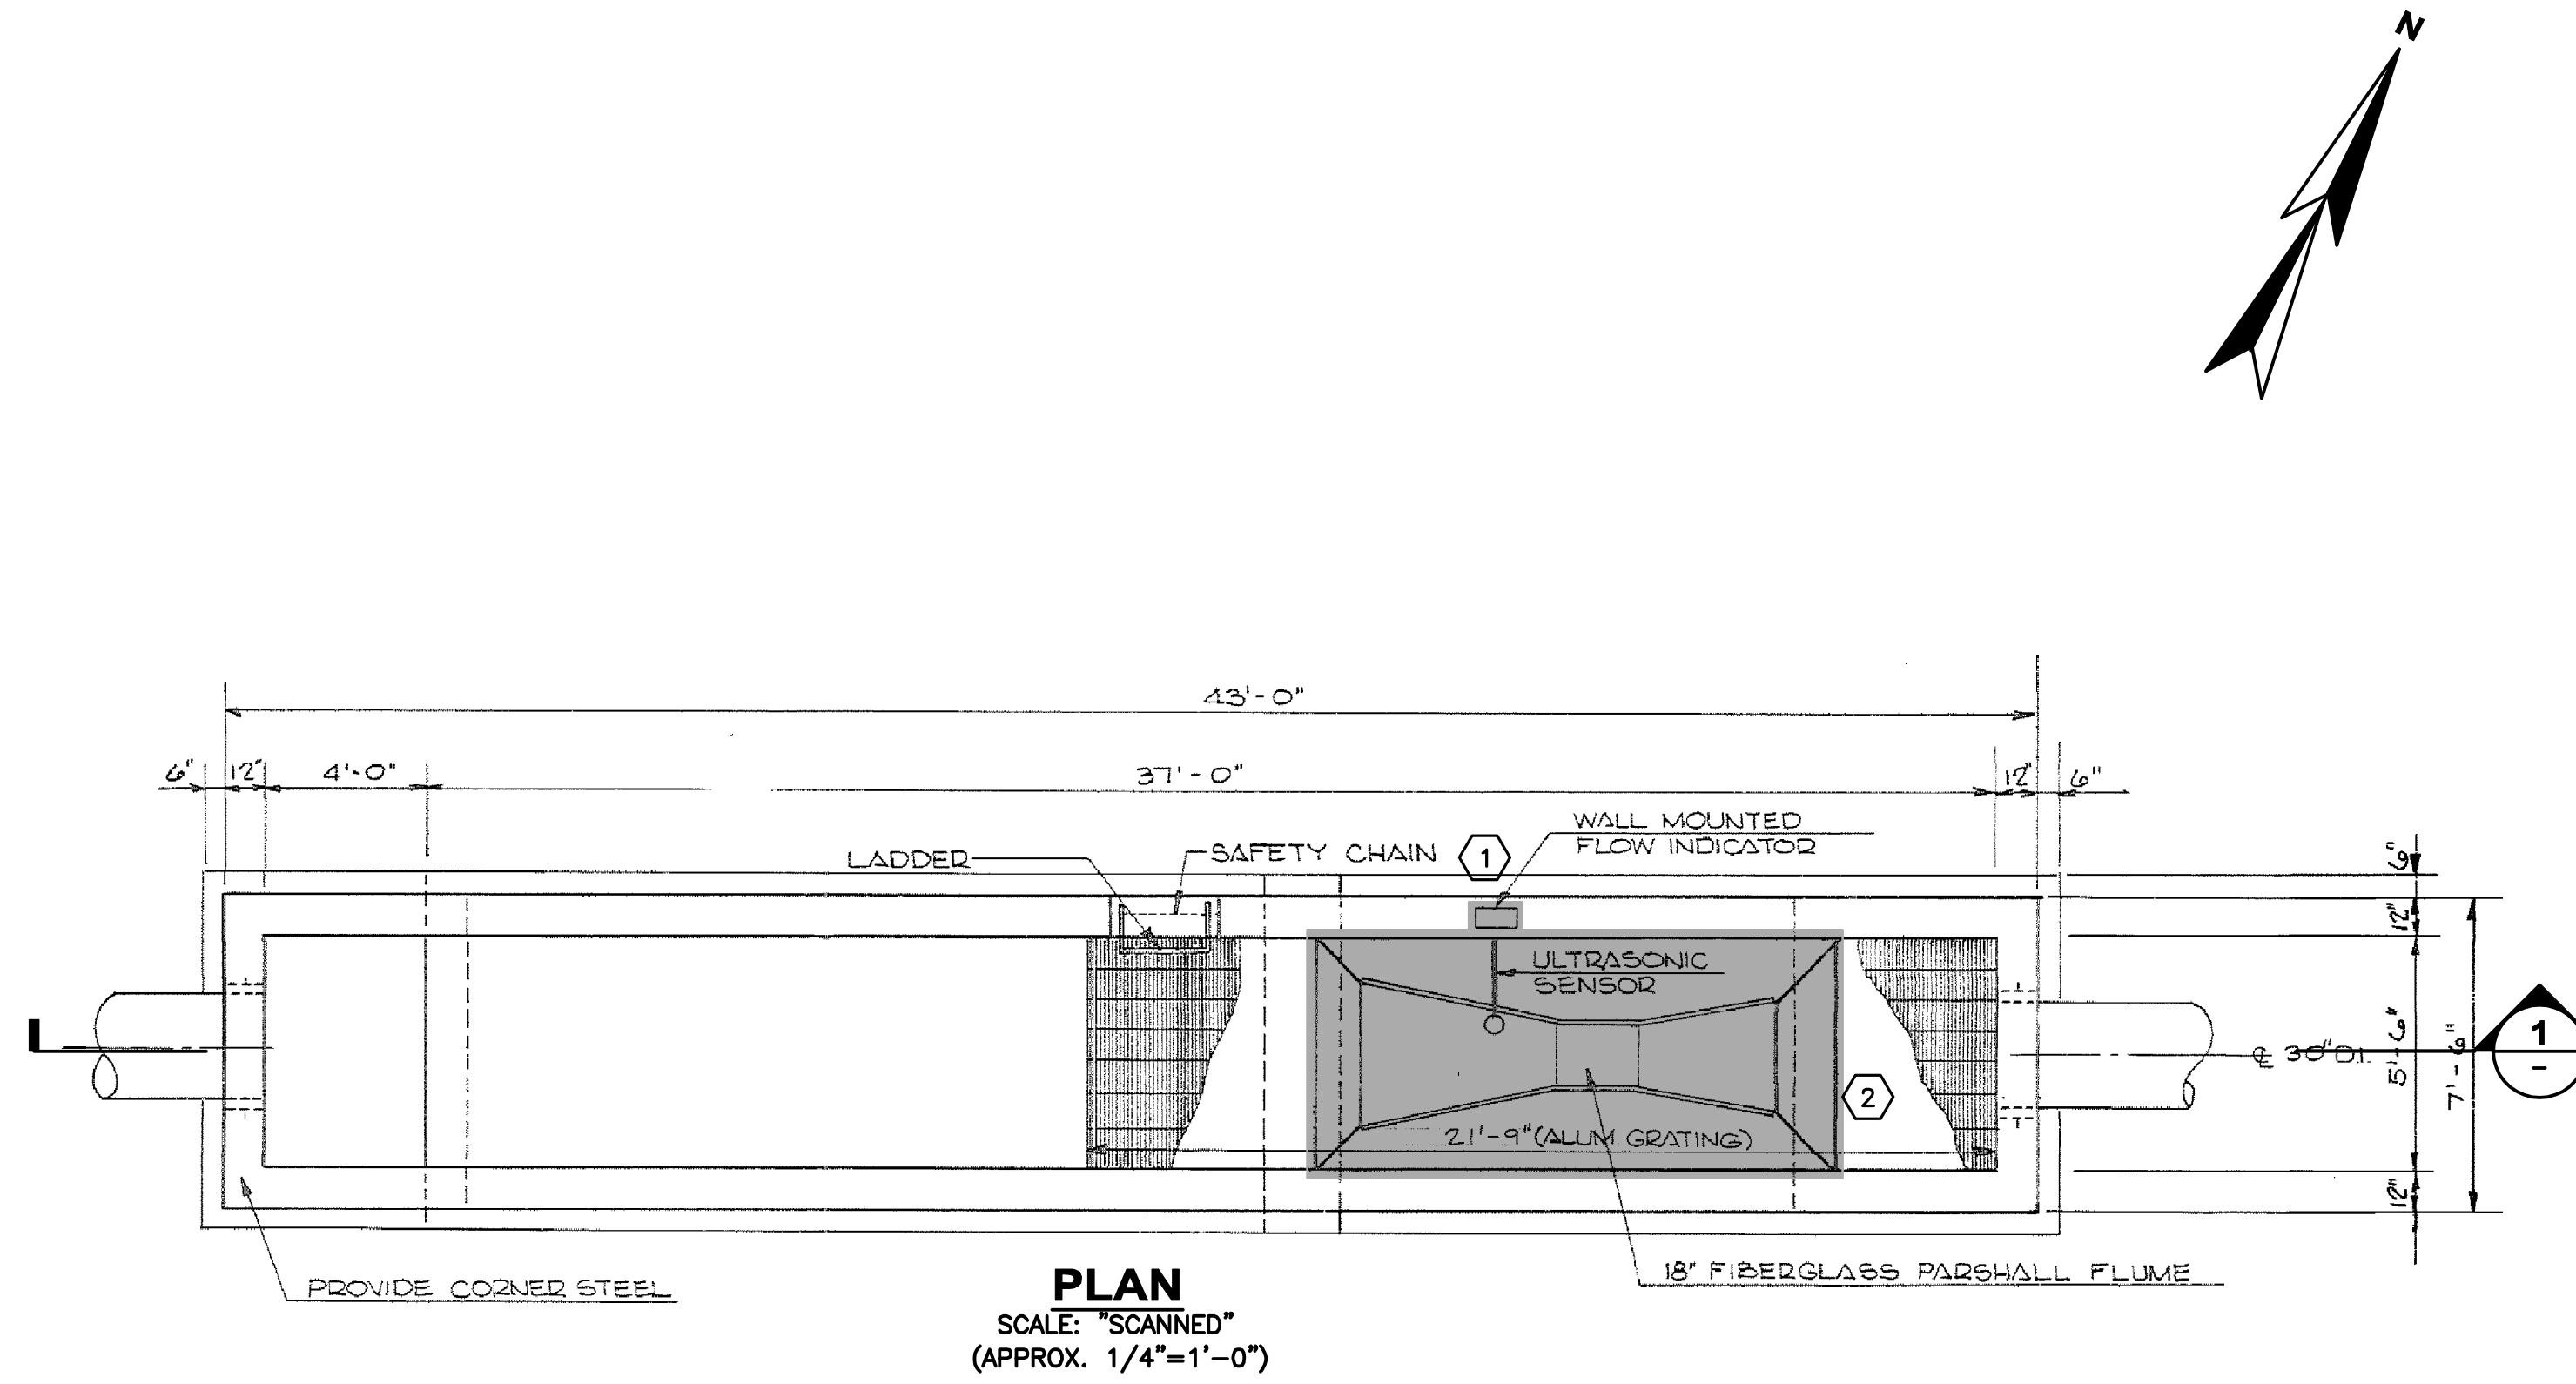 N
43'-0"
6" 12" 4'-0" 37'-0" 12" 6"
WALL MOUNTED
FLOW INDICATOR
LADDER
SAFETY CHAIN
1
6"
12"
ULTRASONIC
SENSOR
℄ 30" D.I.
5'-6"
7'-6"
1
-
2
21'-9" (ALUM. GRATING)
12"
PROVIDE CORNER STEEL
18" FIBERGLASS PARSHALL FLUME
PLAN
SCALE: "SCANNED"
(APPROX. 1/4"=1'-0")